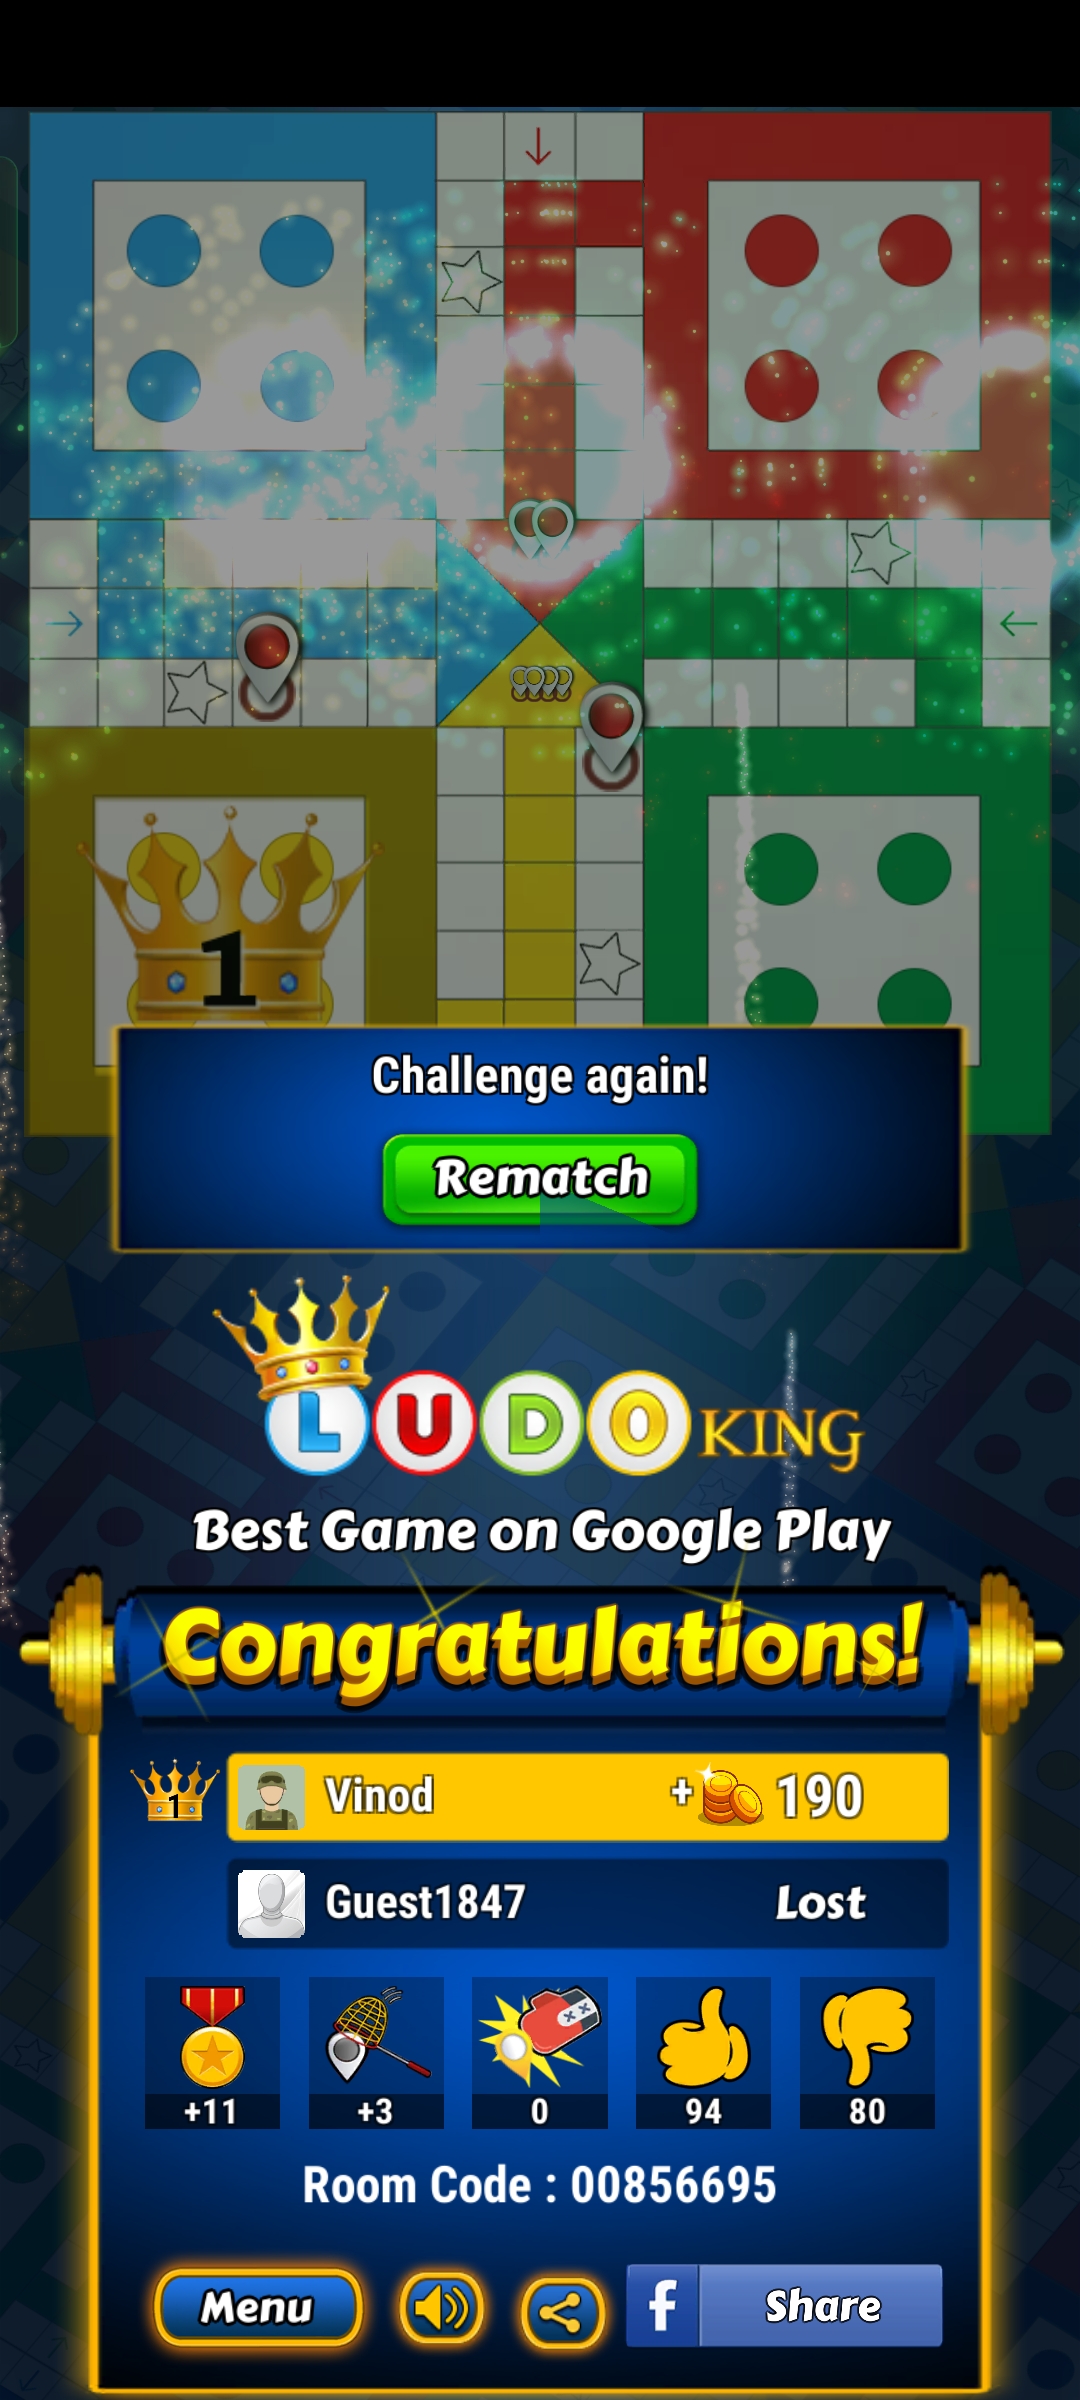 1
Challenge again!
Rematch
LUDO KING
Best Game on Google Play
Congratulations!
1 Vinod + 190
Guest1847 Lost
+11 +3 0 94 80
Room Code : 00856695
Menu f Share